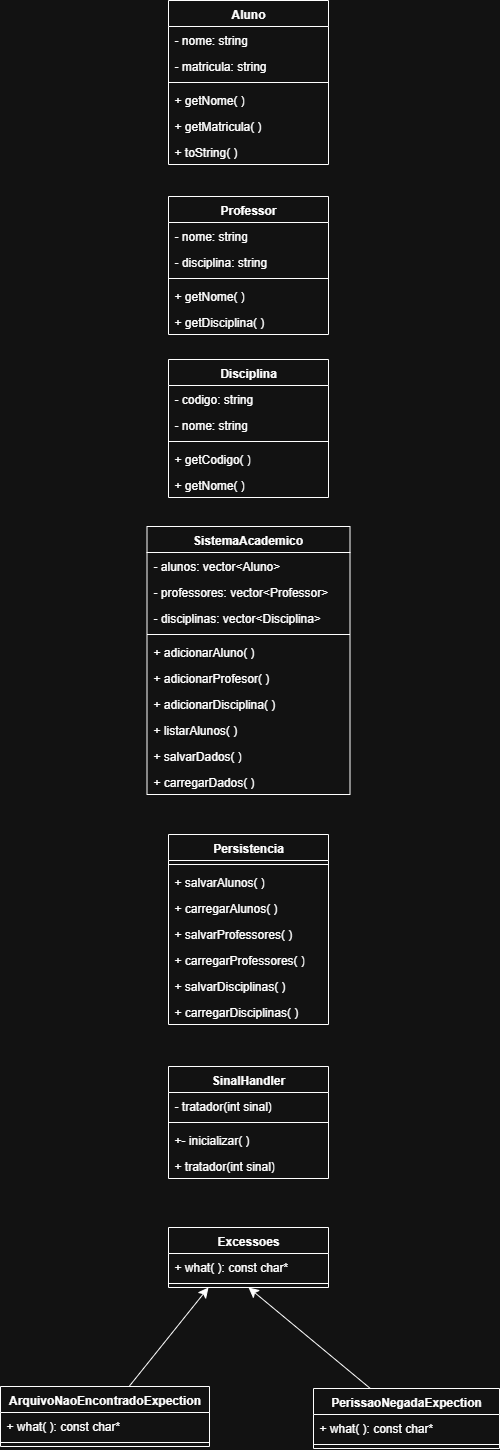 Aluno
- nome: string
- matricula: string
+ getNome( )
+ getMatricula( )
+ toString( )
Professor
- nome: string
- disciplina: string
+ getNome( )
+ getDisciplina( )
Disciplina
- codigo: string
- nome: string
+ getCodigo( )
+ getNome( )
SistemaAcademico
- alunos: vector<Aluno>
- professores: vector<Professor>
- disciplinas: vector<Disciplina>
+ adicionarAluno( )
+ adicionarProfesor( )
+ adicionarDisciplina( )
+ listarAlunos( )
+ salvarDados( )
+ carregarDados( )
Persistencia
+ salvarAlunos( )
+ carregarAlunos( )
+ salvarProfessores( )
+ carregarProfessores( )
+ salvarDisciplinas( )
+ carregarDisciplinas( )
SinalHandler
- tratador(int sinal)
+- inicializar( )
+ tratador(int sinal)
Excessoes
+ what( ): const char*
ArquivoNaoEncontradoExpection
+ what( ): const char*
PerissaoNegadaExpection
+ what( ): const char*